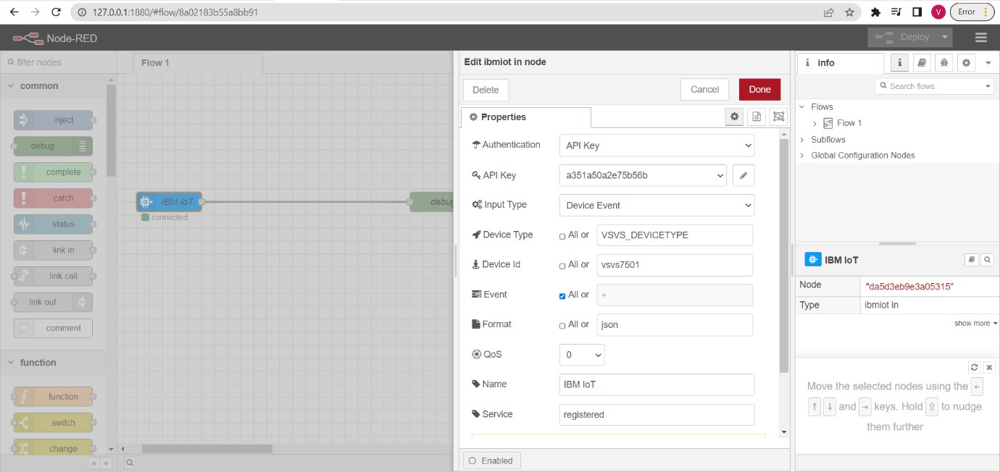 127.0.0.1:1880/#flow/8a02183b55a8bb91
V
Error
Node-RED
Deploy
filter nodes
common
inject
debug
complete
catch
status
link in
link call
link out
comment
function
function
switch
change
Flow 1
IBM IoT
connected
debug
Edit ibmiot in node
Delete
Cancel
Done
Properties
Authentication
API Key
API Key
a351a50a2e75b56b
Input Type
Device Event
Device Type
All or
VSVS_DEVICETYPE
Device Id
All or
vsvs7501
Event
All or
+
Format
All or
json
QoS
0
Name
IBM IoT
Service
registered
Enabled
i info
i
Search flows
Flows
Flow 1
Subflows
Global Configuration Nodes
IBM IoT
Node
"da5d3eb9e3a05315"
Type
ibmiot in
show more
Move the selected nodes using the ←
↑ ↓ and → keys. Hold ⇧ to nudge
them further